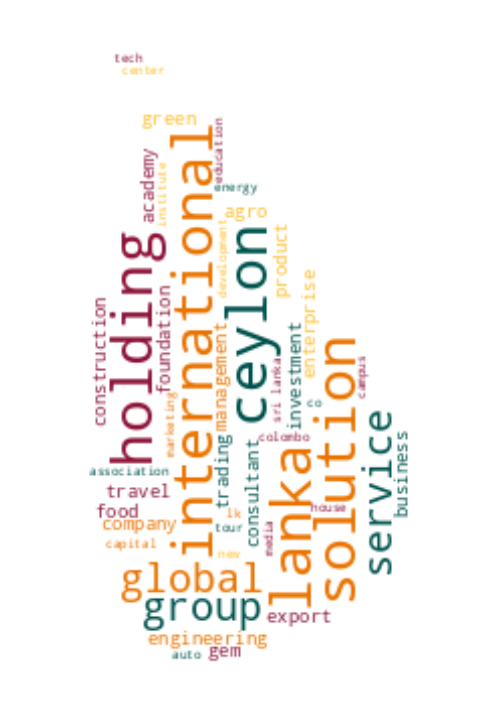 tech
center
green
education
international
academy
institute
energy
agro
development
product
ceylon
holding
enterprise
foundation
construction
management
investment
solution
sri lanka
campus
marketing
co
service
colombo
business
trading
consultant
lanka
association
travel
food
house
lk
company
tour
media
capital
new
global
group
export
engineering
auto
gem